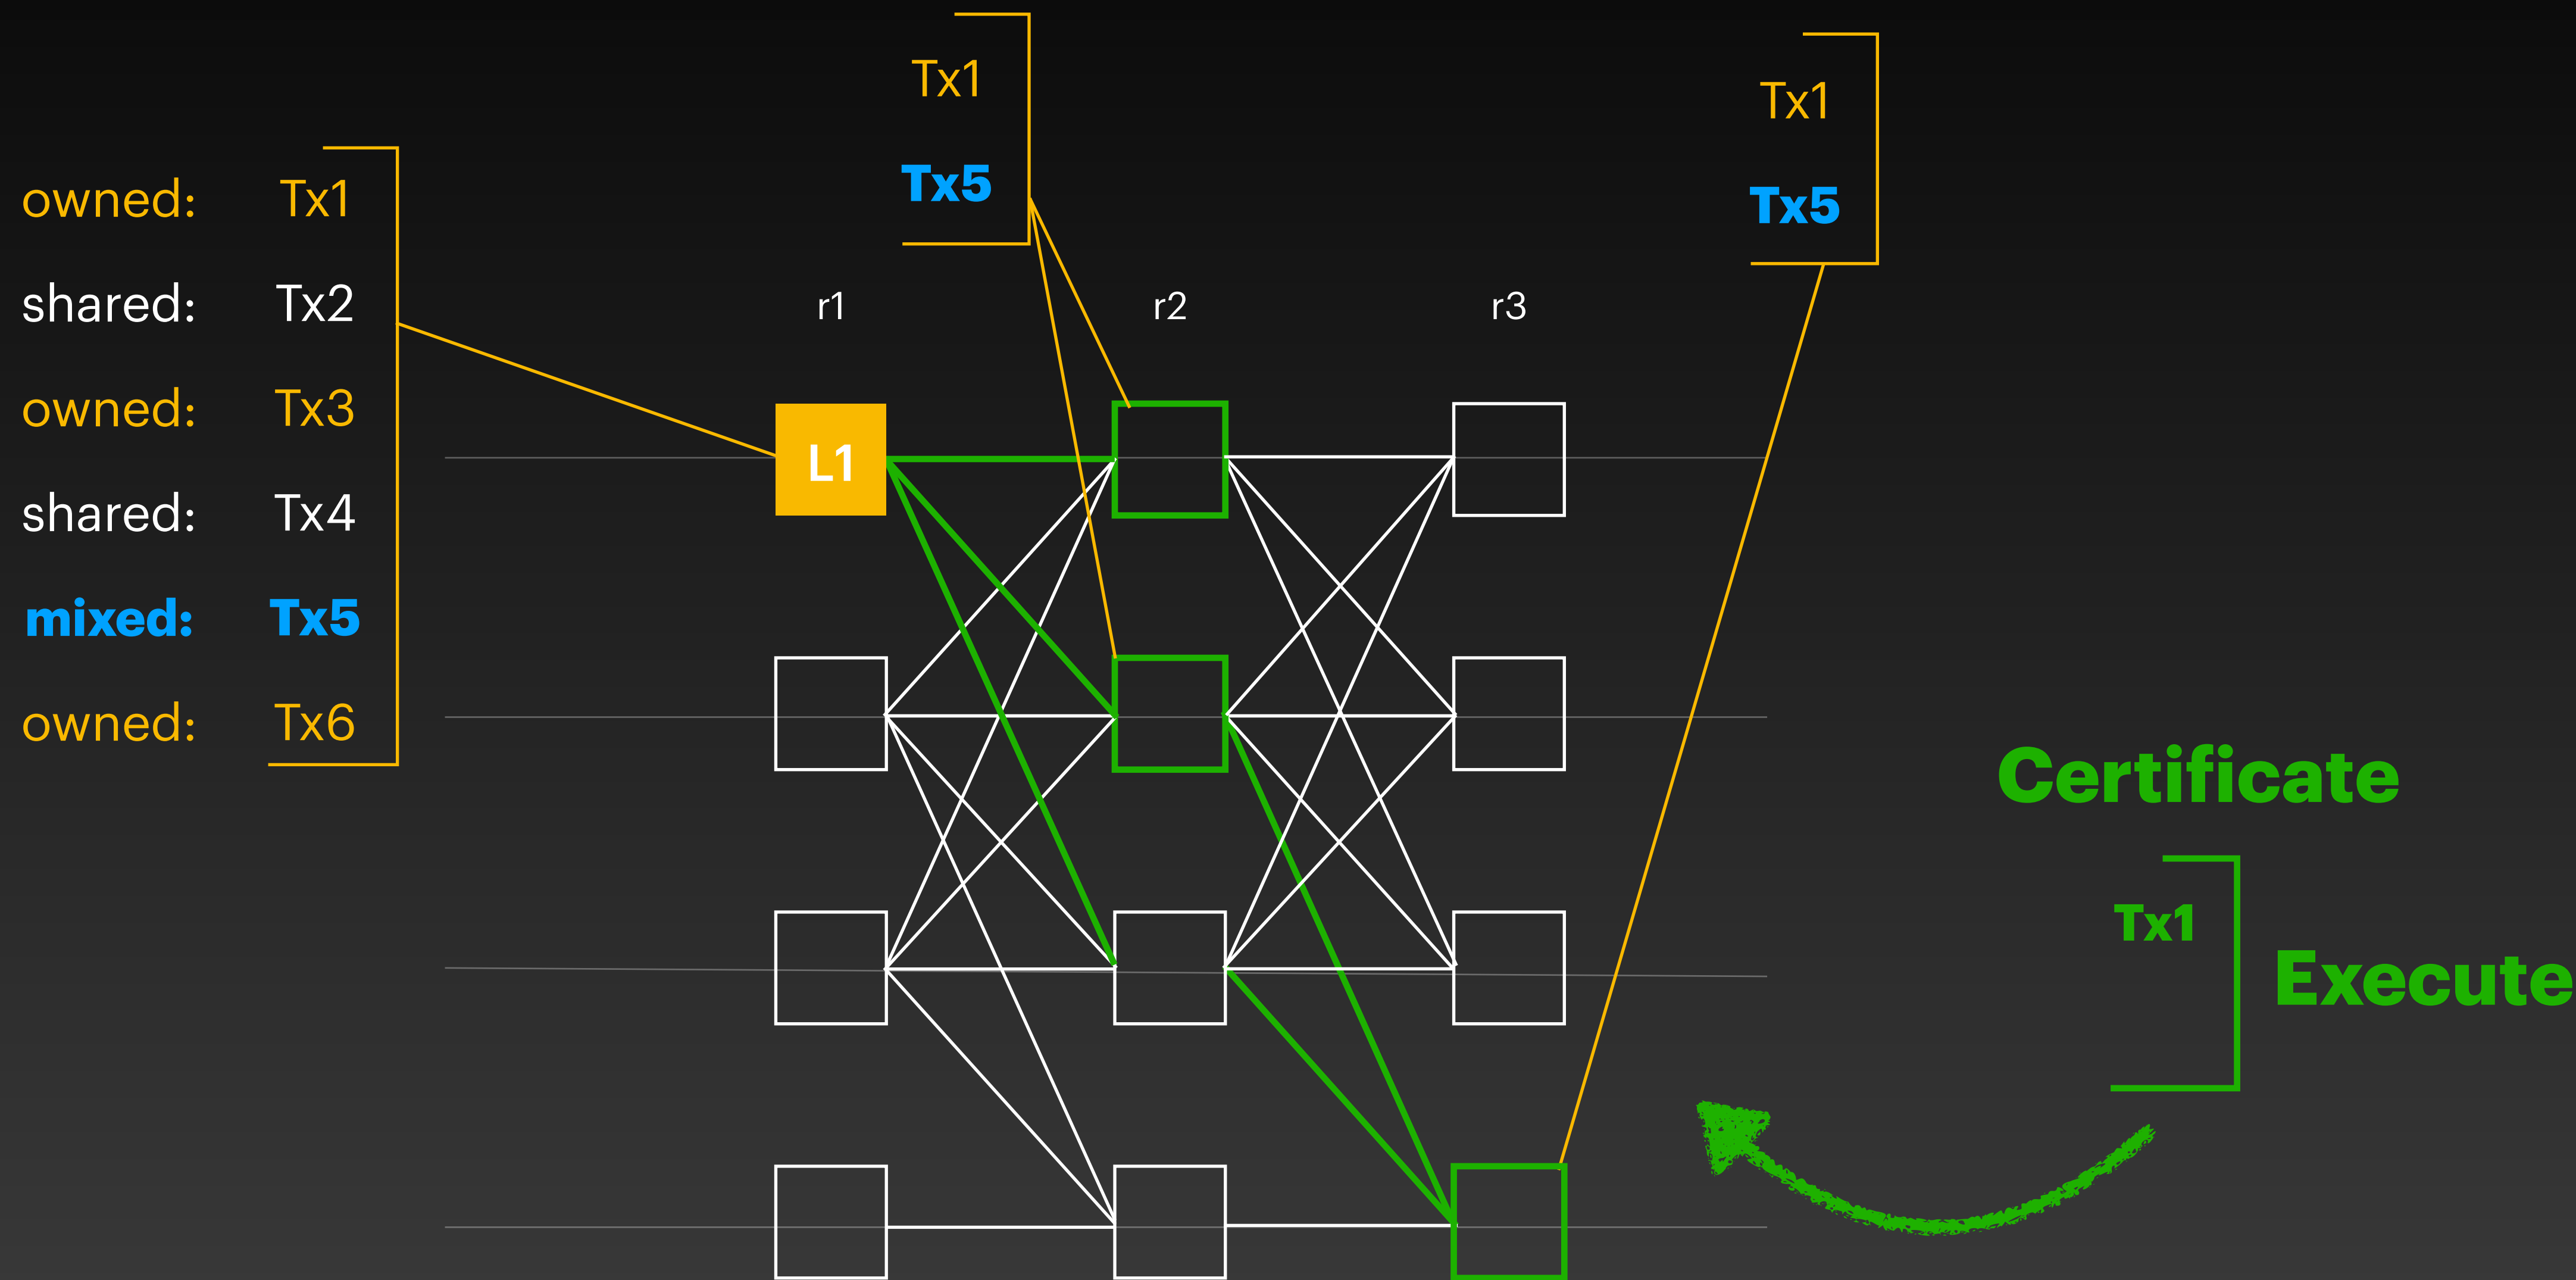 owned: Tx1
shared: Tx2
owned: Tx3
shared: Tx4
mixed: Tx5
owned: Tx6
Tx1
Tx5
Tx1
Tx5
r1 r2 r3
L1
Certificate
Tx1
Execute